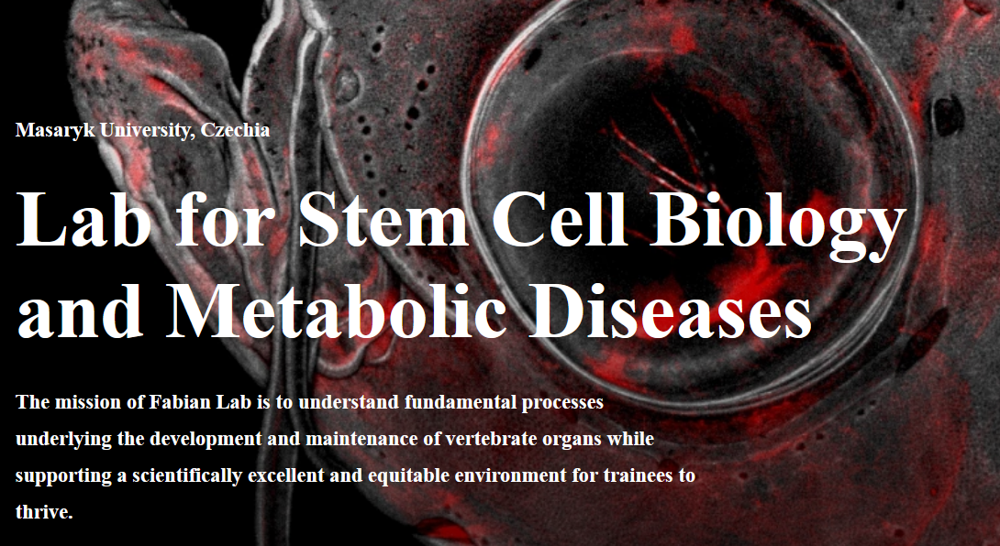 Masaryk University, Czechia
Lab for Stem Cell Biology
and Metabolic Diseases
The mission of Fabian Lab is to understand fundamental processes
underlying the development and maintenance of vertebrate organs while
supporting a scientifically excellent and equitable environment for trainees to
thrive.